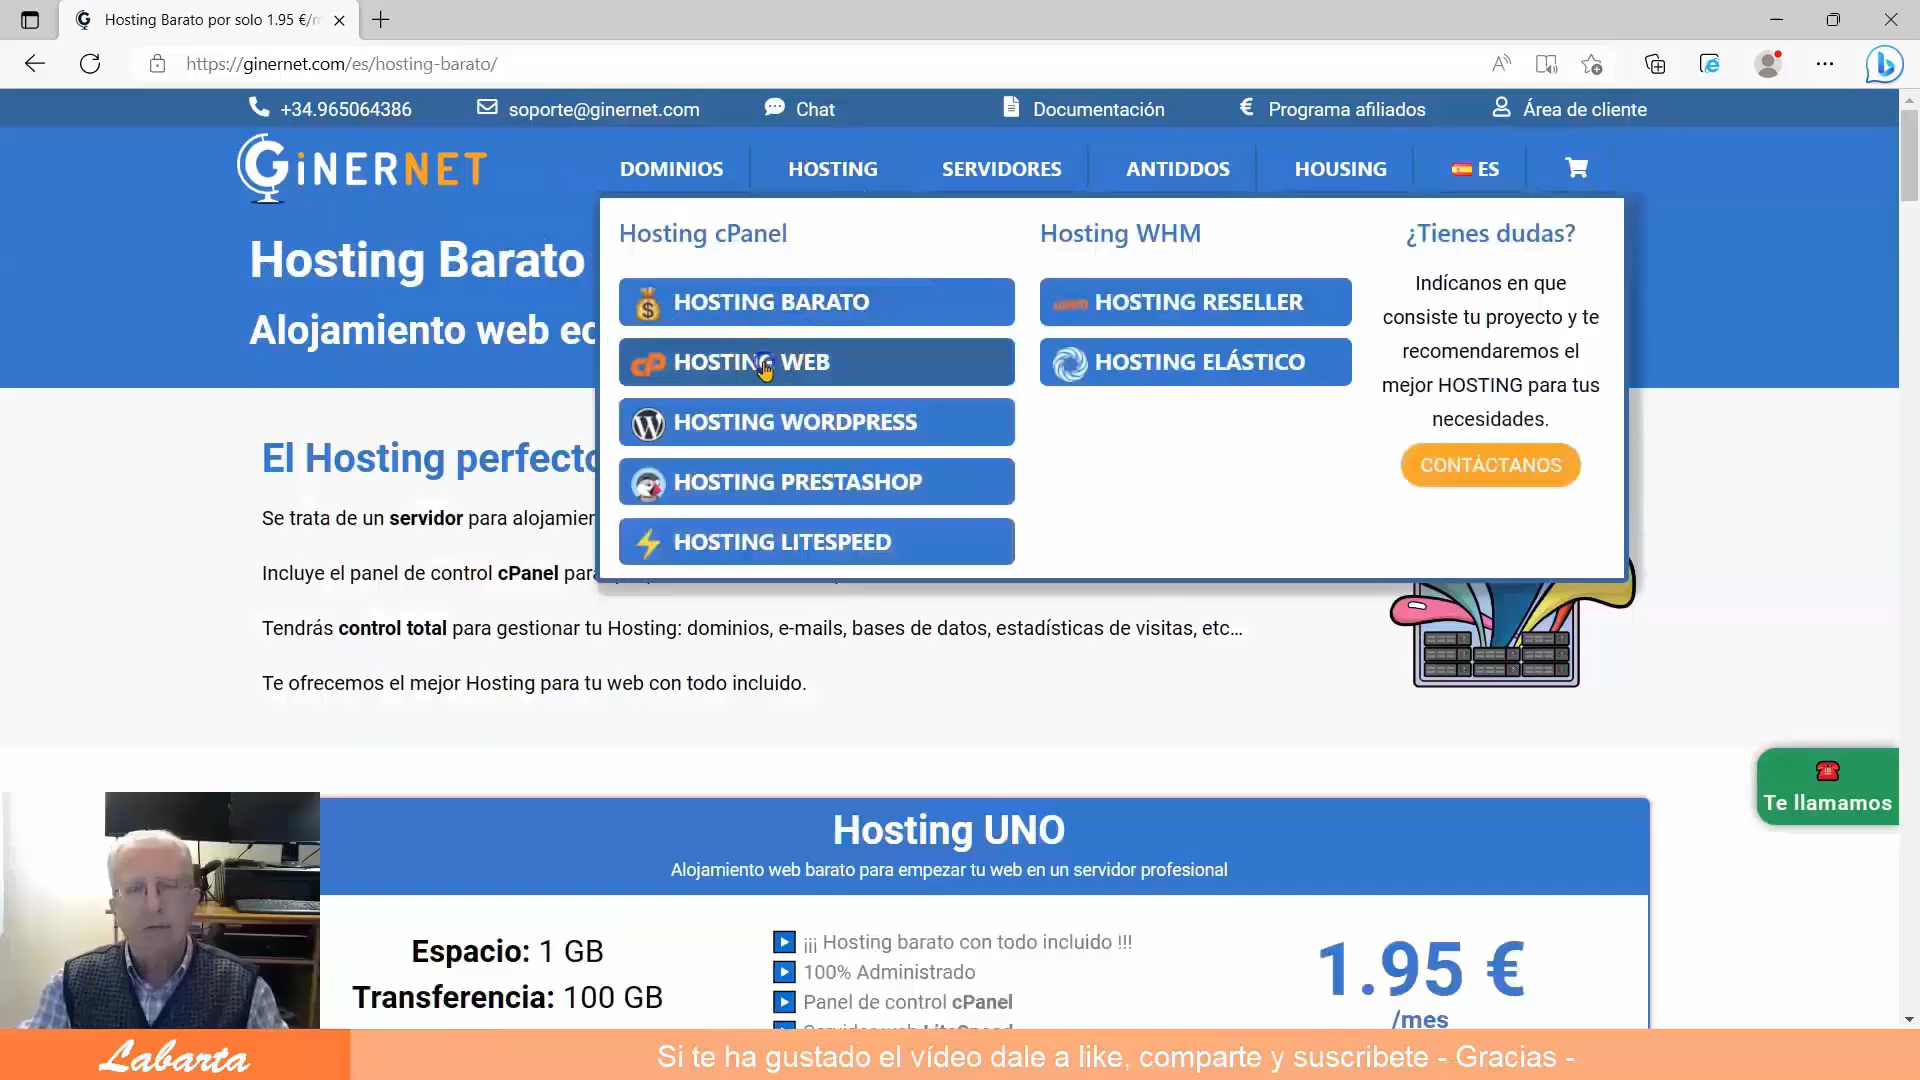 Hosting Barato por solo 1.95 €/m
https://ginernet.com/es/hosting-barato/
+34.965064386
soporte@ginernet.com
Chat
Documentación
Programa afiliados
Área de cliente
GiNERNET
DOMINIOS
HOSTING
SERVIDORES
ANTIDDOS
HOUSING
ES
Hosting Barato
Alojamiento web
Hosting cPanel
HOSTING BARATO
HOSTING WEB
HOSTING WORDPRESS
HOSTING PRESTASHOP
HOSTING LITESPEED
Hosting WHM
HOSTING RESELLER
HOSTING ELÁSTICO
¿Tienes dudas?
Indícanos en que
consiste tu proyecto y te
recomendaremos el
mejor HOSTING para tus
necesidades.
CONTÁCTANOS
El Hosting perfecto
Se trata de un servidor para
Incluye el panel de control cPanel
Tendrás control total para gestionar tu Hosting: dominios, e-mails, bases de datos, estadísticas de visitas, etc...
Te ofrecemos el mejor Hosting para tu web con todo incluido.
Te llamamos
Hosting UNO
Alojamiento web barato para empezar tu web en un servidor profesional
Espacio: 1 GB
Transferencia: 100 GB
¡¡¡ Hosting barato con todo incluido !!!
100% Administrado
Panel de control cPanel
1.95 €
/mes
Labarta
Si te ha gustado el vídeo dale a like, comparte y suscribete - Gracias -